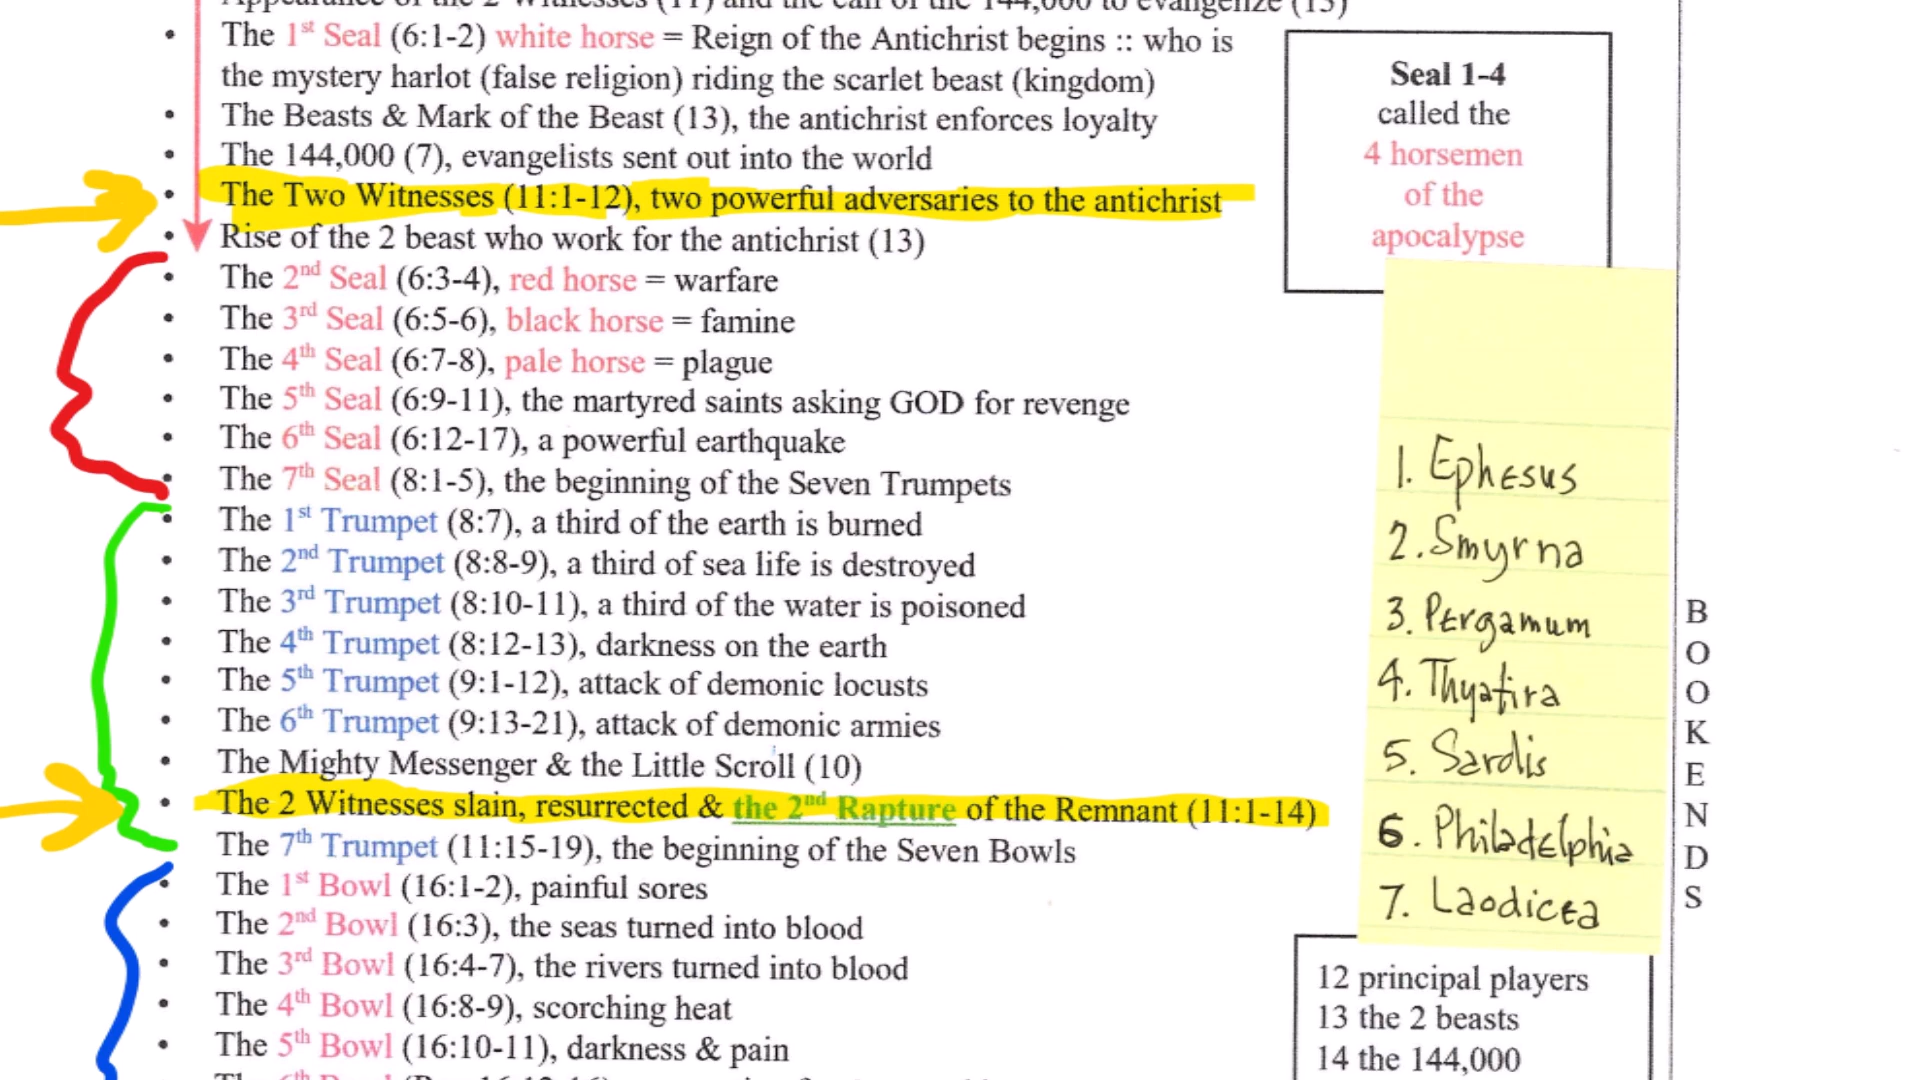 Appearance of the 2 Witnesses (11) and the call of the 144,000 to evangelize (13)
• The 1st Seal (6:1-2) white horse = Reign of the Antichrist begins :: who is
the mystery harlot (false religion) riding the scarlet beast (kingdom)
• The Beasts & Mark of the Beast (13), the antichrist enforces loyalty
• The 144,000 (7), evangelists sent out into the world
• The Two Witnesses (11:1-12), two powerful adversaries to the antichrist
• Rise of the 2 beast who work for the antichrist (13)
• The 2nd Seal (6:3-4), red horse = warfare
• The 3rd Seal (6:5-6), black horse = famine
• The 4th Seal (6:7-8), pale horse = plague
• The 5th Seal (6:9-11), the martyred saints asking GOD for revenge
• The 6th Seal (6:12-17), a powerful earthquake
• The 7th Seal (8:1-5), the beginning of the Seven Trumpets
• The 1st Trumpet (8:7), a third of the earth is burned
• The 2nd Trumpet (8:8-9), a third of sea life is destroyed
• The 3rd Trumpet (8:10-11), a third of the water is poisoned
• The 4th Trumpet (8:12-13), darkness on the earth
• The 5th Trumpet (9:1-12), attack of demonic locusts
• The 6th Trumpet (9:13-21), attack of demonic armies
• The Mighty Messenger & the Little Scroll (10)
• The 2 Witnesses slain, resurrected & the 2nd Rapture of the Remnant (11:1-14)
• The 7th Trumpet (11:15-19), the beginning of the Seven Bowls
• The 1st Bowl (16:1-2), painful sores
• The 2nd Bowl (16:3), the seas turned into blood
• The 3rd Bowl (16:4-7), the rivers turned into blood
• The 4th Bowl (16:8-9), scorching heat
• The 5th Bowl (16:10-11), darkness & pain
Seal 1-4
called the
4 horsemen
of the
apocalypse
1. Ephesus
2. Smyrna
3. Pergamum
4. Thyatira
5. Sardis
6. Philadelphia
7. Laodicea
12 principal players
13 the 2 beasts
14 the 144,000
B
O
O
K
E
N
D
S